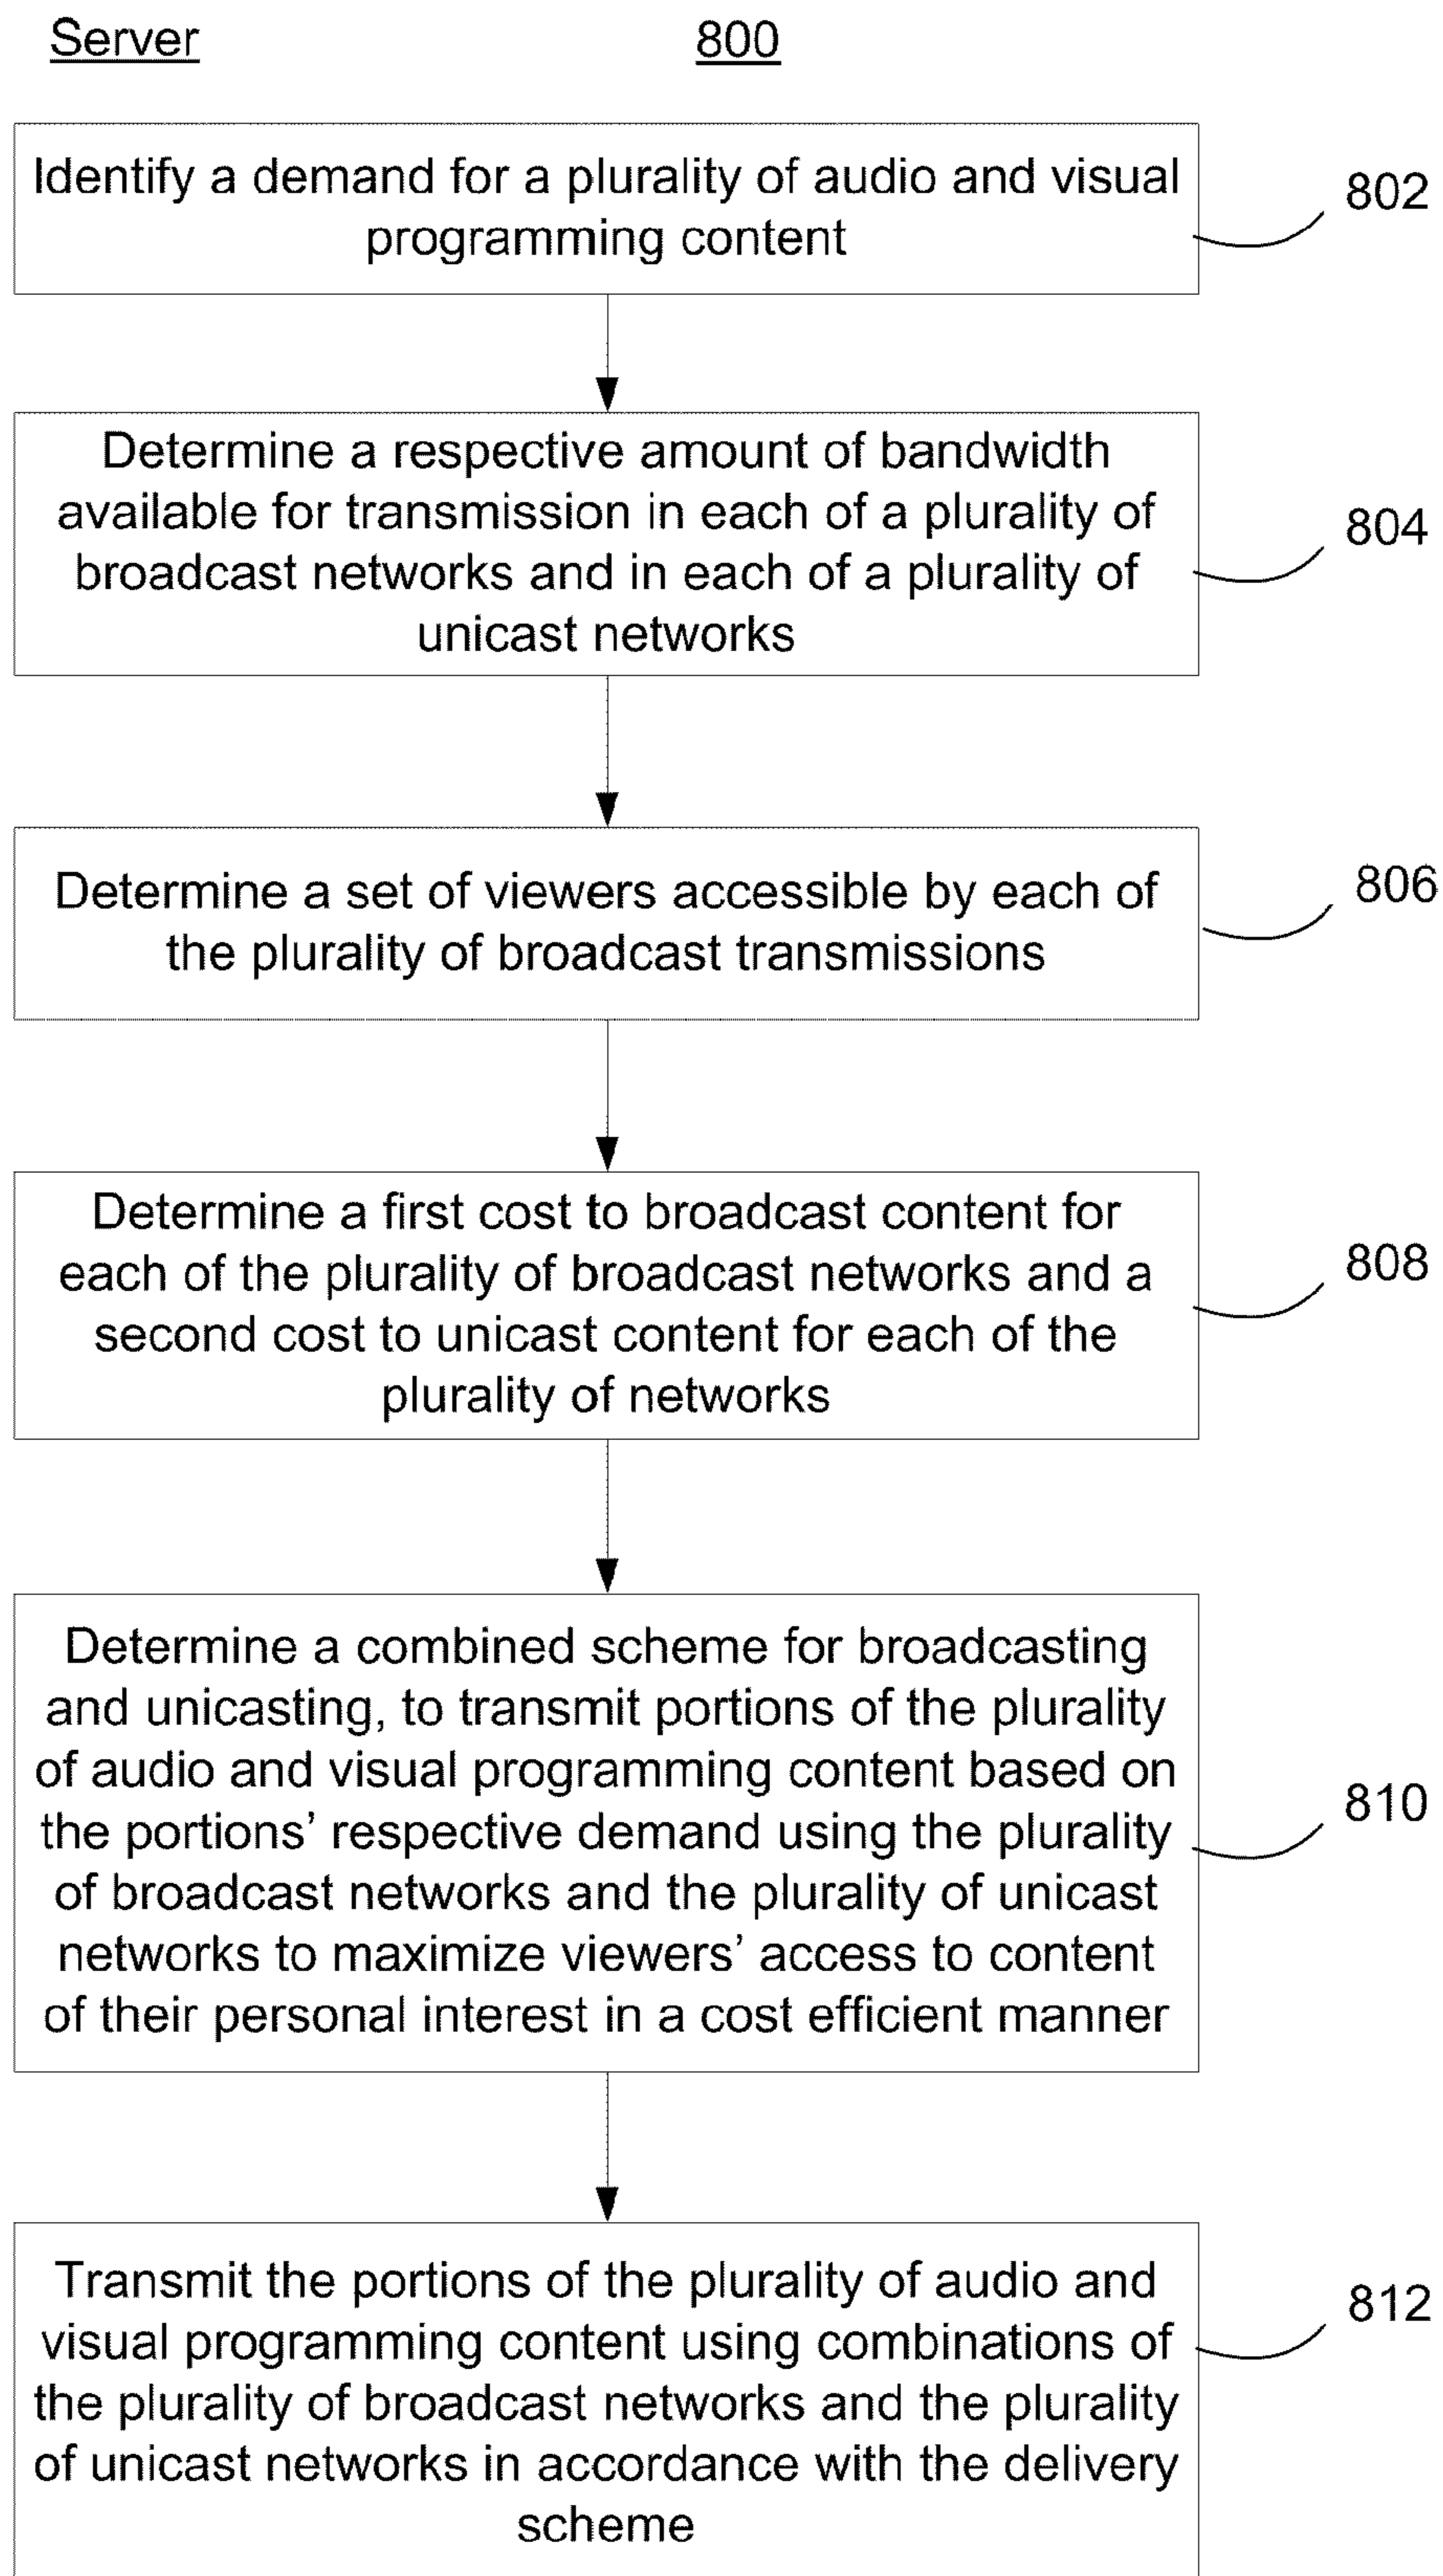 Server
800
Identify a demand for a plurality of audio and visual
programming content
802
Determine a respective amount of bandwidth
available for transmission in each of a plurality of
broadcast networks and in each of a plurality of
unicast networks
804
Determine a set of viewers accessible by each of
the plurality of broadcast transmissions
806
Determine a first cost to broadcast content for
each of the plurality of broadcast networks and a
second cost to unicast content for each of the
plurality of networks
808
Determine a combined scheme for broadcasting
and unicasting, to transmit portions of the plurality
of audio and visual programming content based on
the portions’ respective demand using the plurality
of broadcast networks and the plurality of unicast
networks to maximize viewers’ access to content
of their personal interest in a cost efficient manner
810
Transmit the portions of the plurality of audio and
visual programming content using combinations of
the plurality of broadcast networks and the plurality
of unicast networks in accordance with the delivery
scheme
812